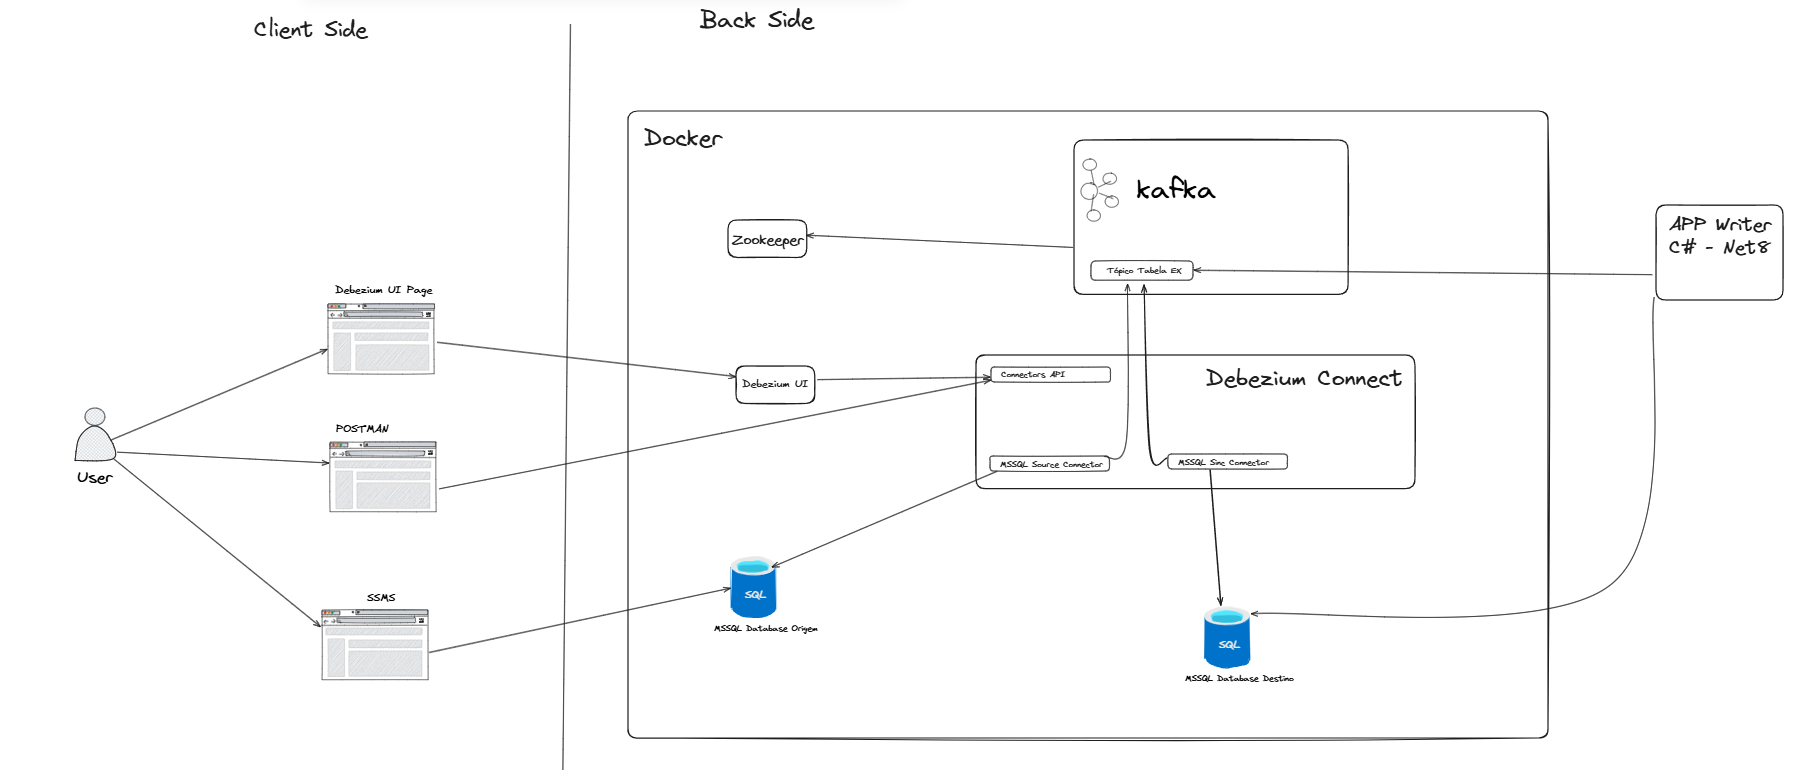 Client Side
Back Side
Docker
kafka
Zookeeper
Tópico Tabela EX
APP Writer
C# - Net8
Debezium UI Page
Debezium UI
Connectors API
Debezium Connect
POSTMAN
MSSQL Source Connector
MSSQL Sinc Connector
User
SSMS
SQL
MSSQL Database Origem
SQL
MSSQL Database Destino